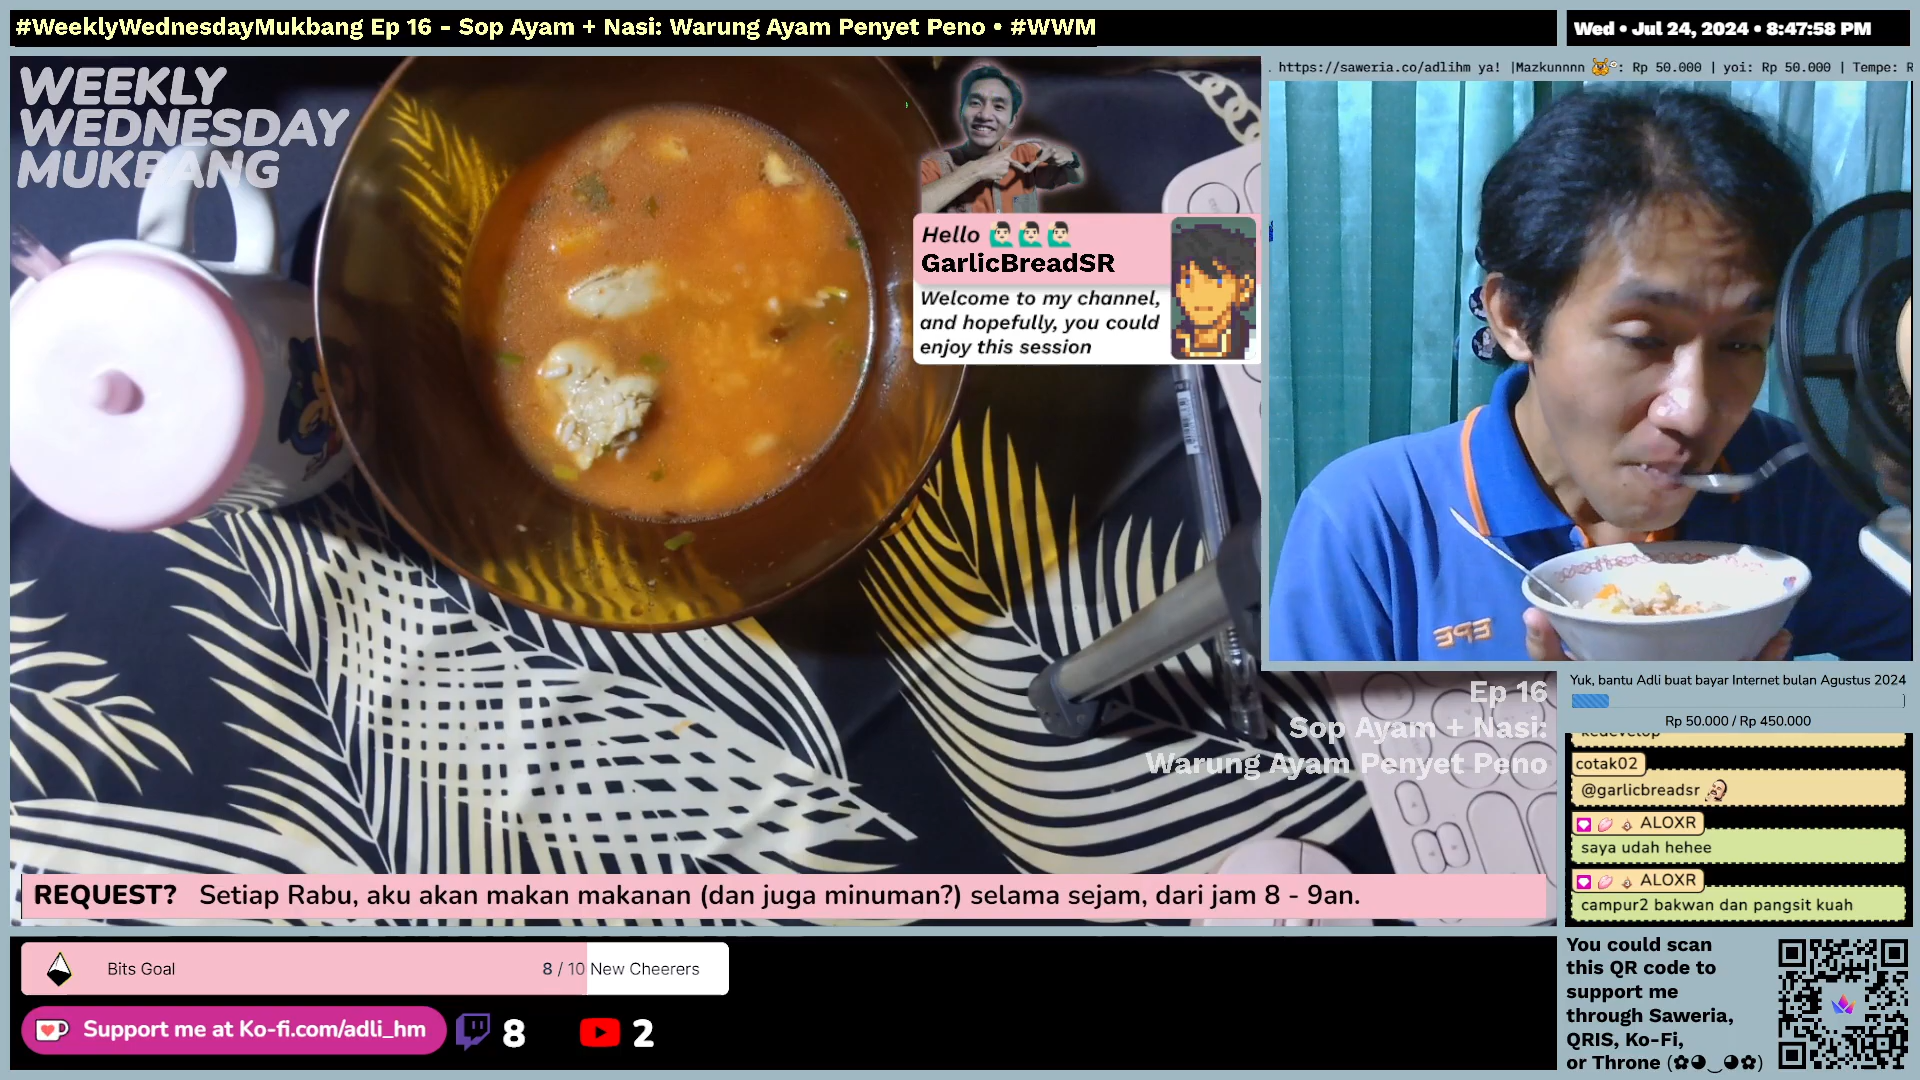 #WeeklyWednesdayMukbang Ep 16 - Sop Ayam + Nasi: Warung Ayam Penyet Peno • #WWM
Wed • Jul 24, 2024 • 8:47:58 PM
. https://saweria.co/adlihm ya! |Mazkunnnn 🐯: Rp 50.000 | yoi: Rp 50.000 | Tempe: R
WEEKLY
WEDNESDAY
MUKBANG
Hello 🙋🏻‍♂️🙋🏻‍♂️🙋🏻‍♂️
GarlicBreadSR
Welcome to my channel,
and hopefully, you could
enjoy this session
Ep 16
Sop Ayam + Nasi:
Warung Ayam Penyet Peno
Yuk, bantu Adli buat bayar Internet bulan Agustus 2024
Rp 50.000 / Rp 450.000
redevelop
cotak02
@garlicbreadsr
ALOXR
saya udah hehee
ALOXR
campur2 bakwan dan pangsit kuah
REQUEST? Setiap Rabu, aku akan makan makanan (dan juga minuman?) selama sejam, dari jam 8 - 9an.
Bits Goal 8 / 10 New Cheerers
Support me at Ko-fi.com/adli_hm
8 2
You could scan
this QR code to
support me
through Saweria,
QRIS, Ko-Fi,
or Throne (✿◕‿◕✿)